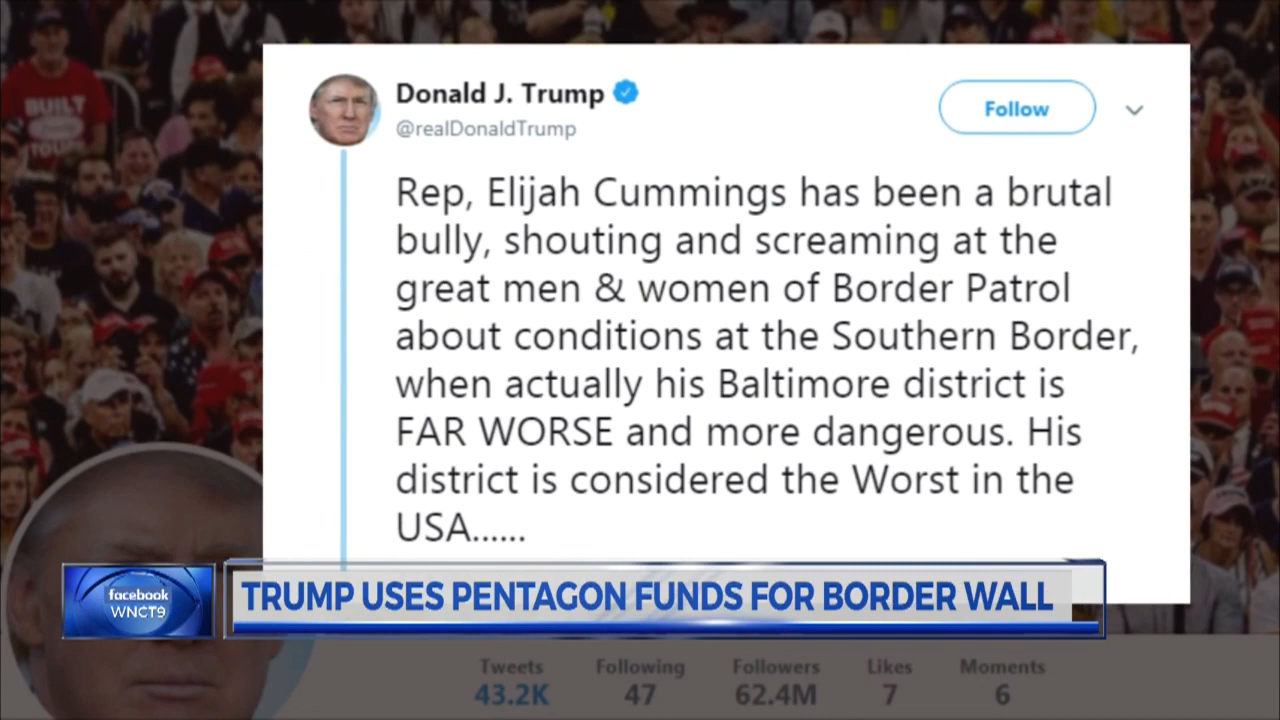 BUILT
Donald J. Trump
@realDonaldTrump
Follow
Rep, Elijah Cummings has been a brutal
bully, shouting and screaming at the
great men & women of Border Patrol
about conditions at the Southern Border,
when actually his Baltimore district is
FAR WORSE and more dangerous. His
district is considered the Worst in the
USA......
facebook
WNCT9
TRUMP USES PENTAGON FUNDS FOR BORDER WALL
Tweets Following Followers Likes Moments
43.2K 47 62.4M 7 6